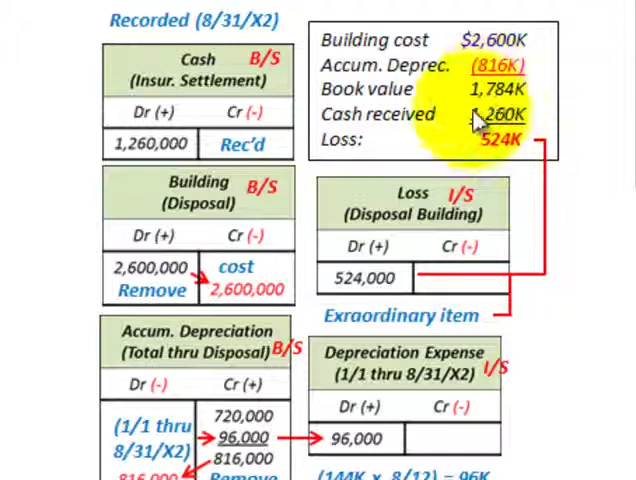 Recorded (8/31/X2)
Cash B/S
(Insur. Settlement)
Dr (+) Cr (-)
1,260,000 Rec'd
Building cost $2,600K
Accum. Deprec. (816K)
Book value 1,784K
Cash received 1,260K
Loss: 524K
Building B/S
(Disposal)
Dr (+) Cr (-)
2,600,000 cost
Remove 2,600,000
Loss I/S
(Disposal Building)
Dr (+) Cr (-)
524,000
Exraordinary item
Accum. Depreciation
(Total thru Disposal) B/S
Dr (-) Cr (+)
(1/1 thru 720,000
8/31/X2) 96,000
816,000
816,000 Remove
Depreciation Expense
(1/1 thru 8/31/X2) I/S
Dr (+) Cr (-)
96,000
(144K x 8/12) = 96K